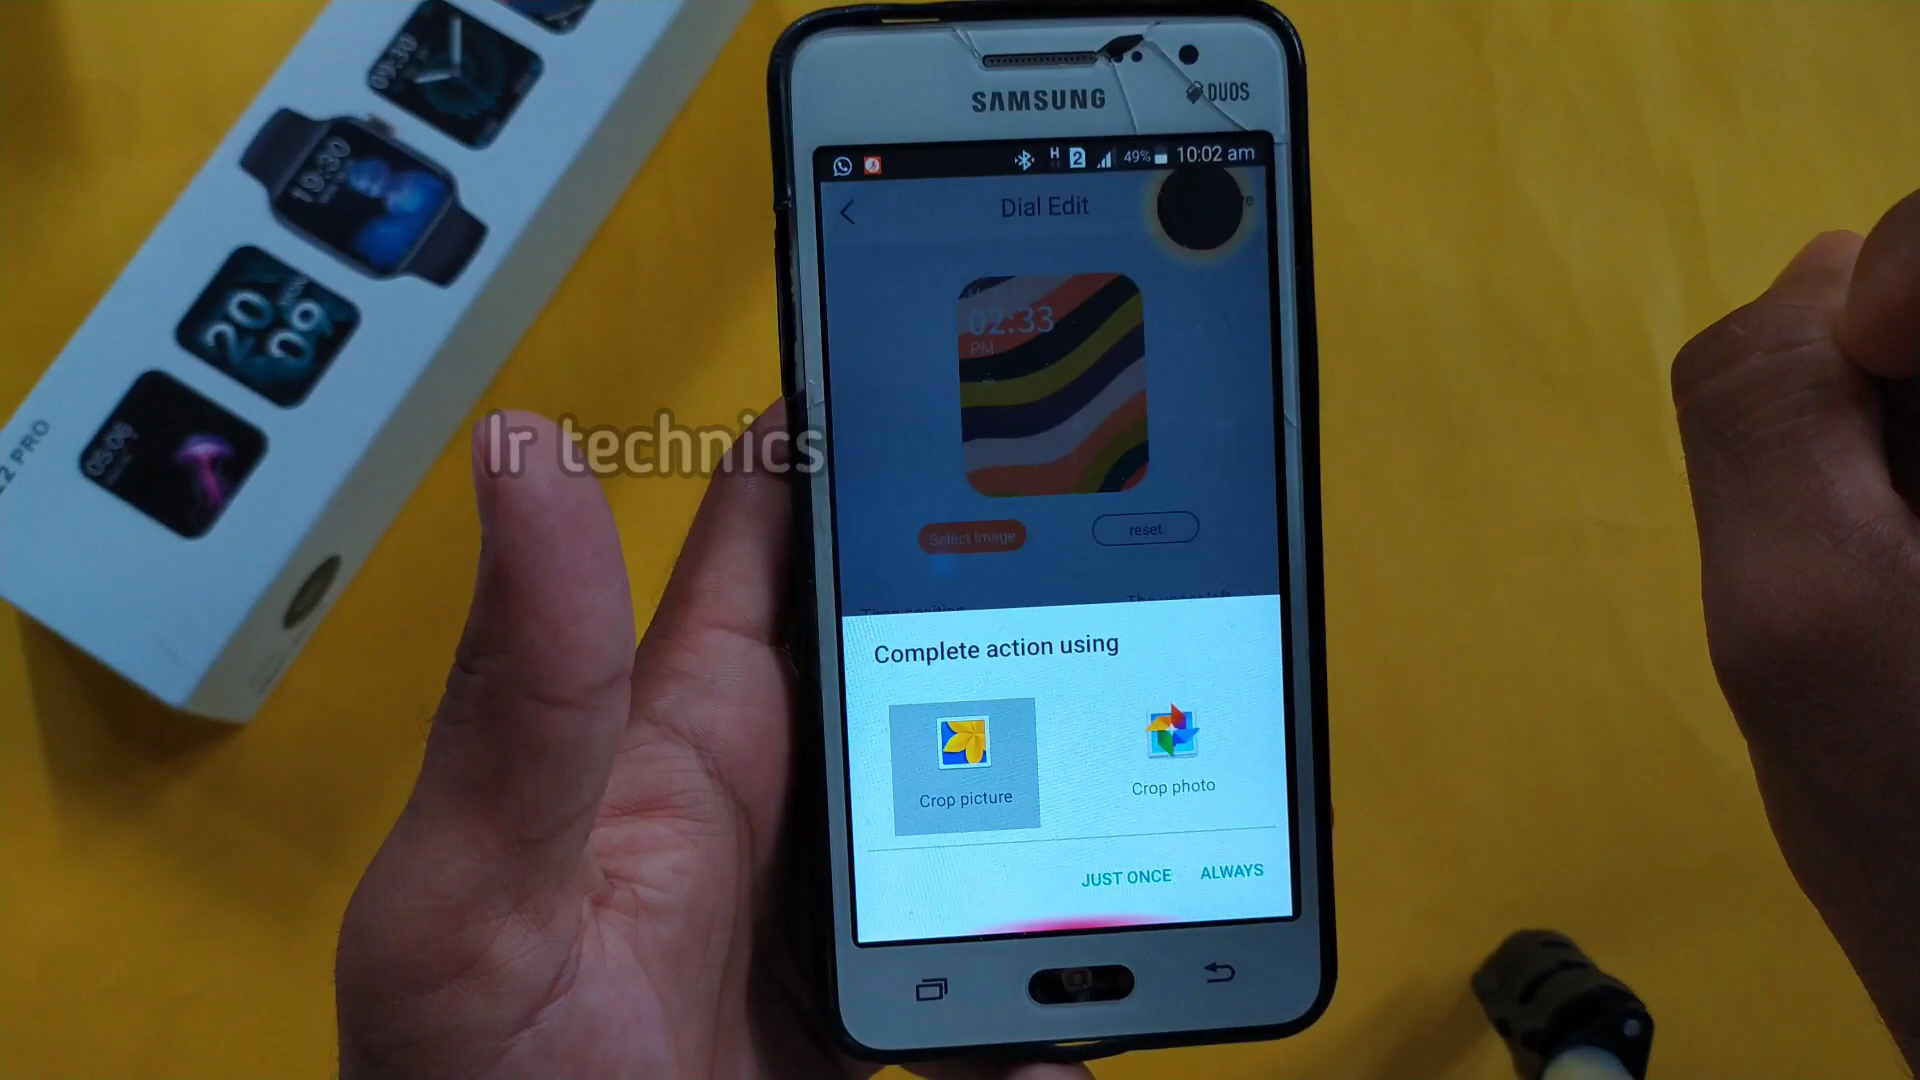 SAMSUNG
DUOS
H
2
49%
10:02 am
Dial Edit
02:33
PM
Select Image
reset
Complete action using
Crop picture
Crop photo
JUST ONCE
ALWAYS
lr technics
09:30
19:30
20
09
05:08
PRO